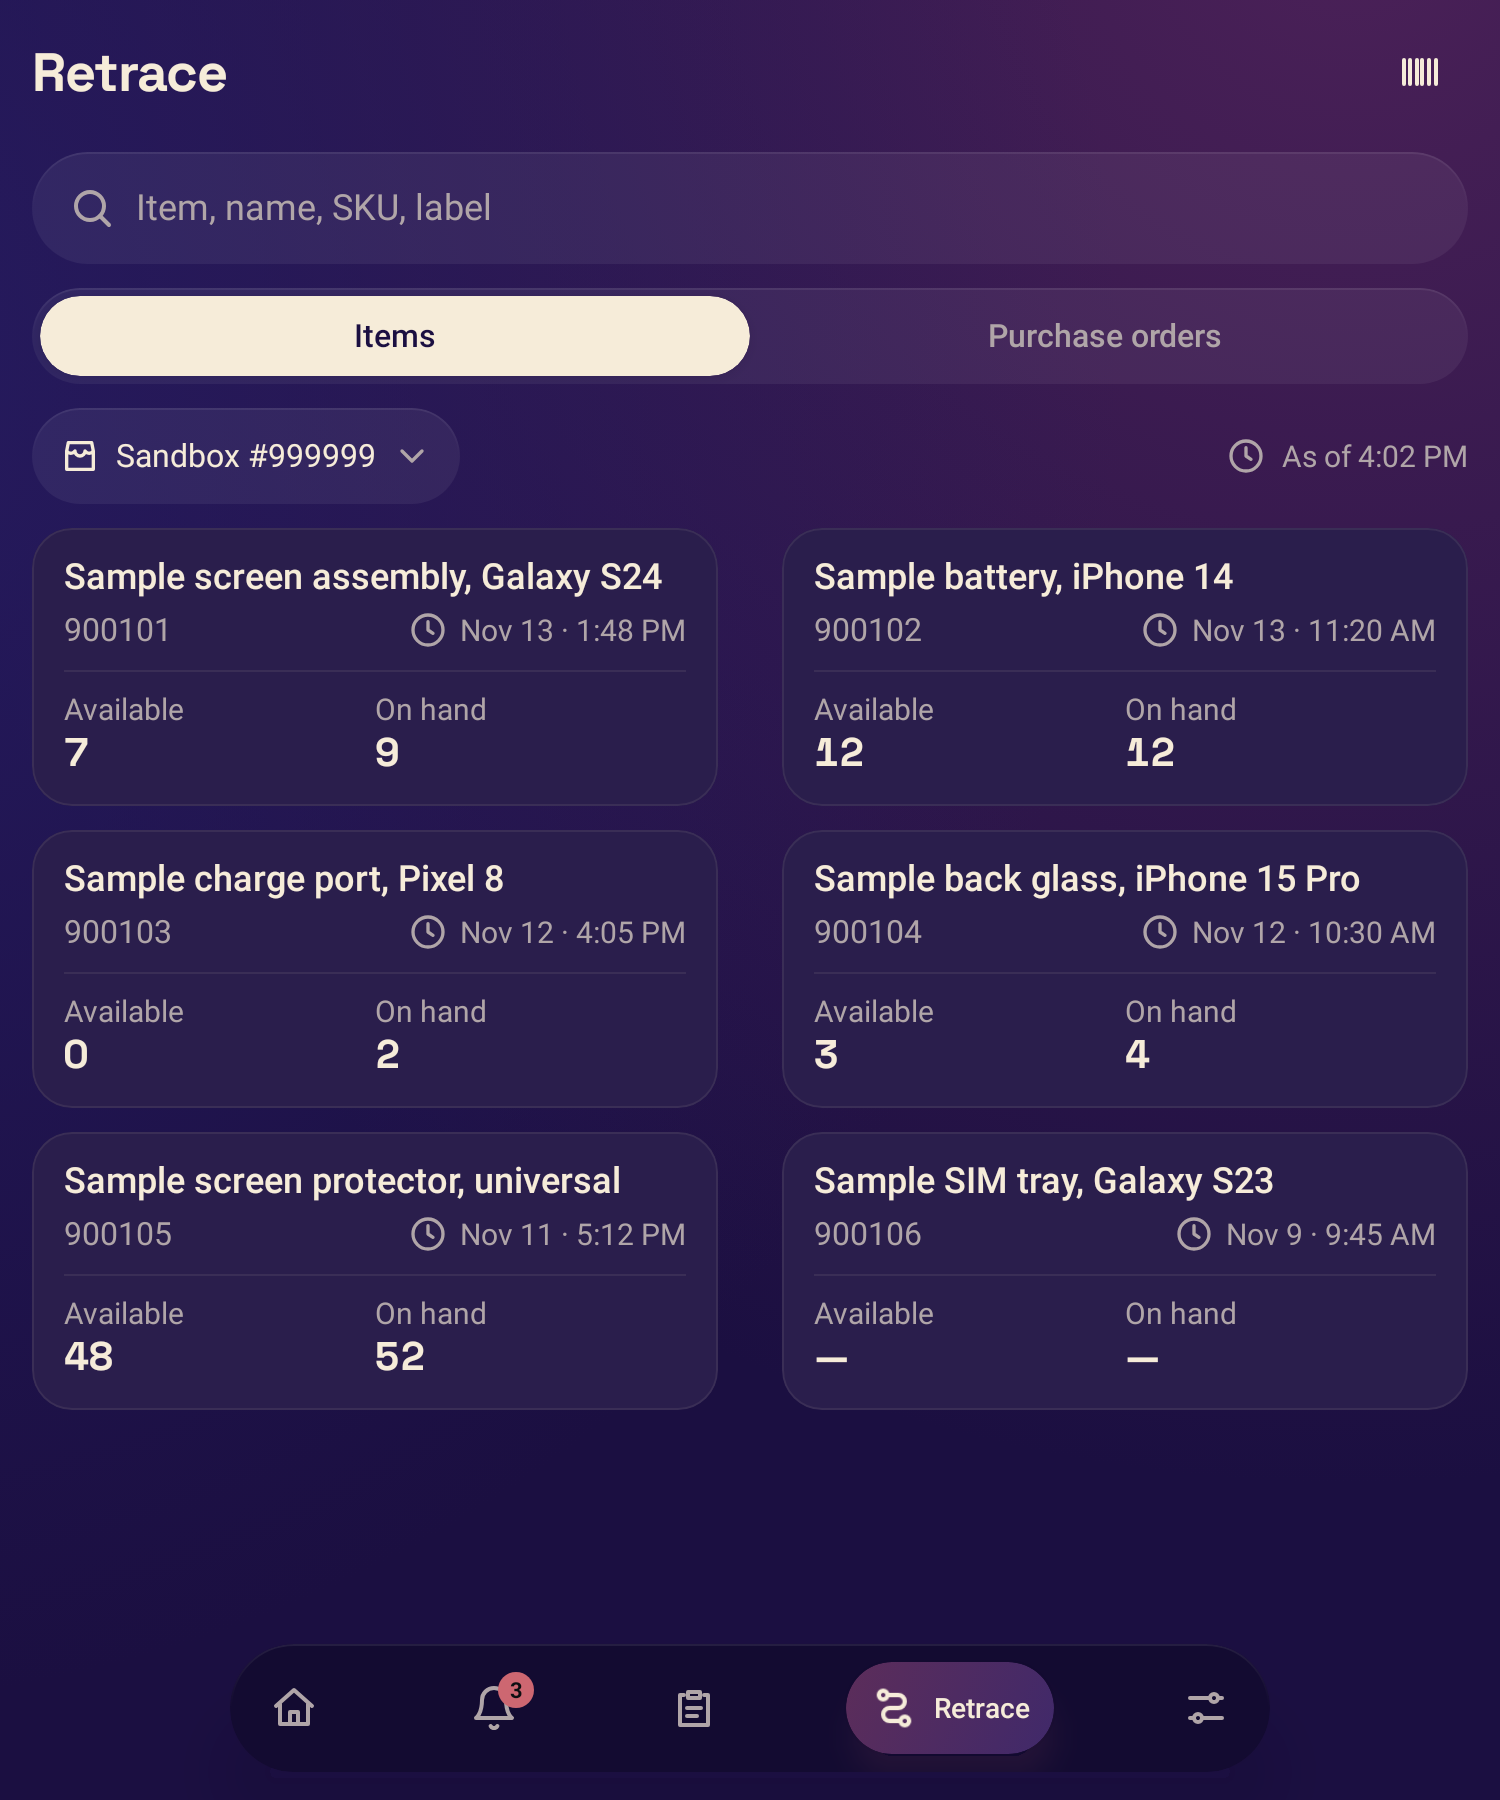 Retrace
Item, name, SKU, label
Items
Purchase orders
Sandbox #999999
As of 4:02 PM
Sample screen assembly, Galaxy S24
900101
Nov 13 · 1:48 PM
Available
On hand
7
9
Sample battery, iPhone 14
900102
Nov 13 · 11:20 AM
Available
On hand
12
12
Sample charge port, Pixel 8
900103
Nov 12 · 4:05 PM
Available
On hand
0
2
Sample back glass, iPhone 15 Pro
900104
Nov 12 · 10:30 AM
Available
On hand
3
4
Sample screen protector, universal
900105
Nov 11 · 5:12 PM
Available
On hand
48
52
Sample SIM tray, Galaxy S23
900106
Nov 9 · 9:45 AM
Available
On hand
—
—
3
Retrace